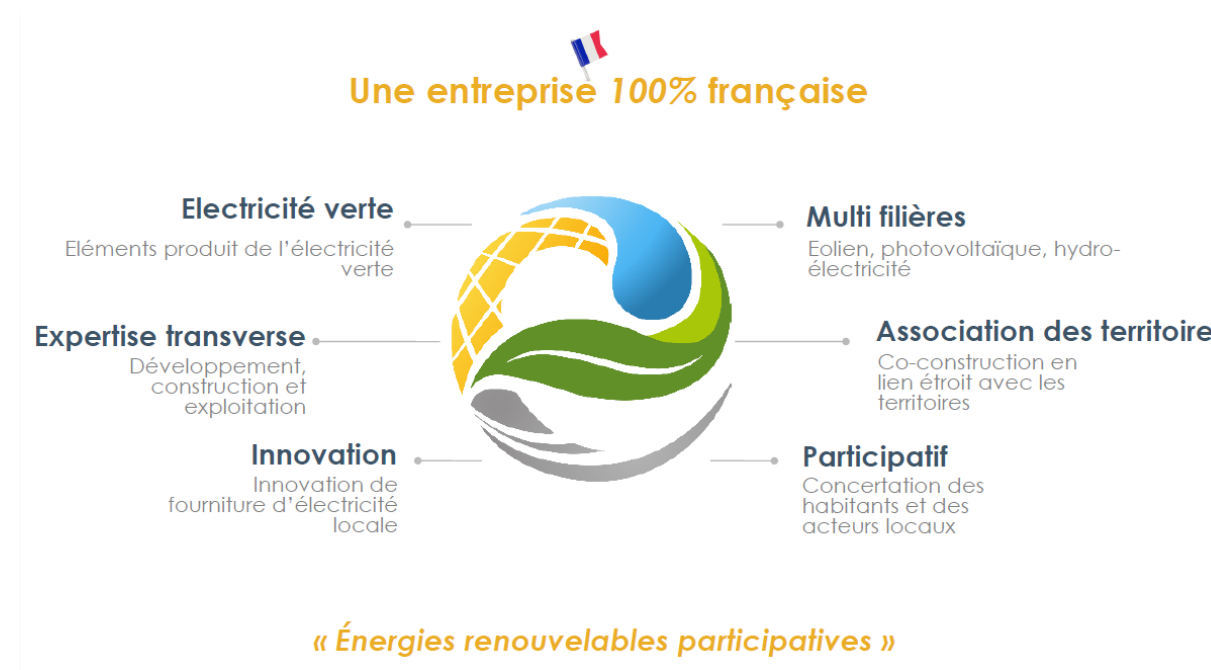 Une entreprise 100% française
Electricité verte
Eléments produit de l’électricité
verte
Expertise transverse
Développement,
construction et
exploitation
Innovation
Innovation de
fourniture d’électricité
locale
Multi filières
Eolien, photovoltaïque, hydro-
électricité
Association des territoire
Co-construction en
lien étroit avec les
territoires
Participatif
Concertation des
habitants et des
acteurs locaux
« Énergies renouvelables participatives »